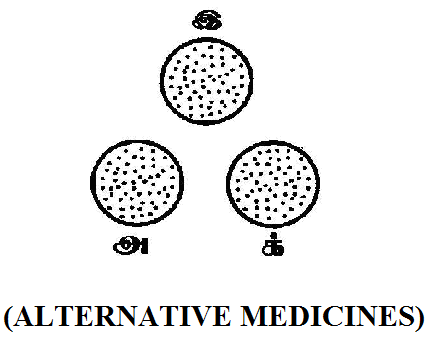 அ க்
(ALTERNATIVE MEDICINES)